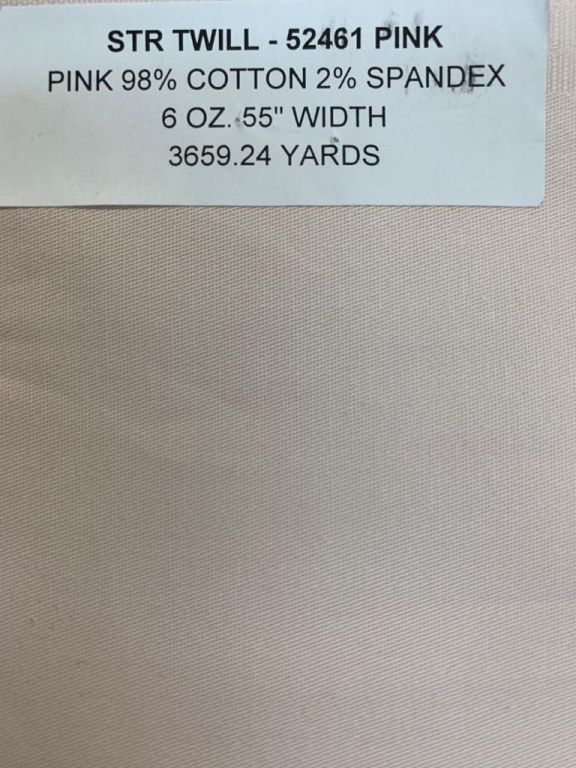 STR TWILL - 52461 PINK
PINK 98% COTTON 2% SPANDEX
6 OZ. 55" WIDTH
3659.24 YARDS